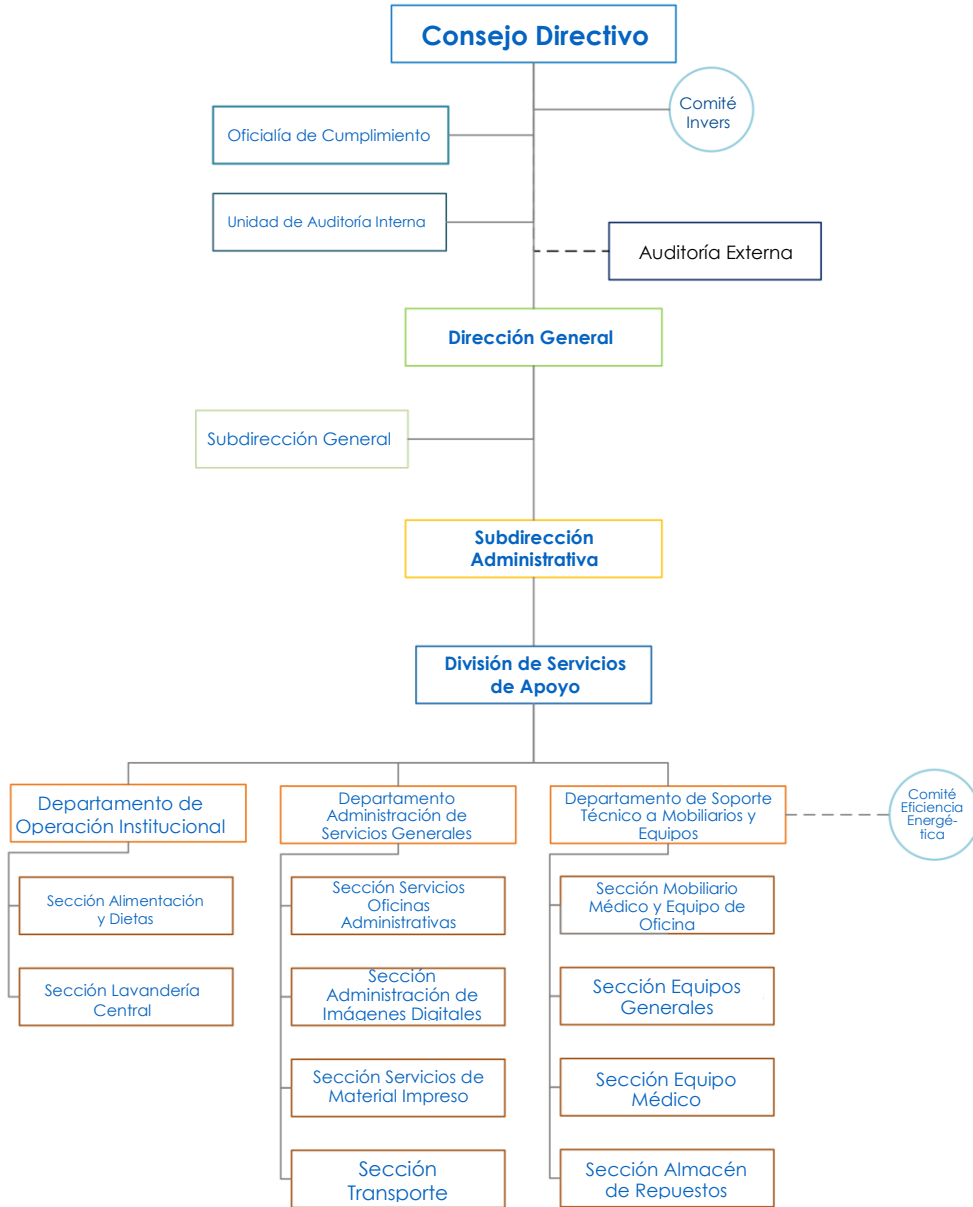 Consejo Directivo
Comité
Invers
Oficialía de Cumplimiento
Unidad de Auditoría Interna
Auditoría Externa
Dirección General
Subdirección General
Subdirección
Administrativa
División de Servicios
de Apoyo
Departamento de
Operación Institucional
Departamento
Administración de
Servicios Generales
Departamento de Soporte
Técnico a Mobiliarios y
Equipos
Comité
Eficiencia
Energé-
tica
Sección Alimentación
y Dietas
Sección Lavandería
Central
Sección Servicios
Oficinas
Administrativas
Sección
Administración de
Imágenes Digitales
Sección Servicios de
Material Impreso
Sección
Transporte
Sección Mobiliario
Médico y Equipo de
Oficina
Sección Equipos
Generales
Sección Equipo
Médico
Sección Almacén
de Repuestos